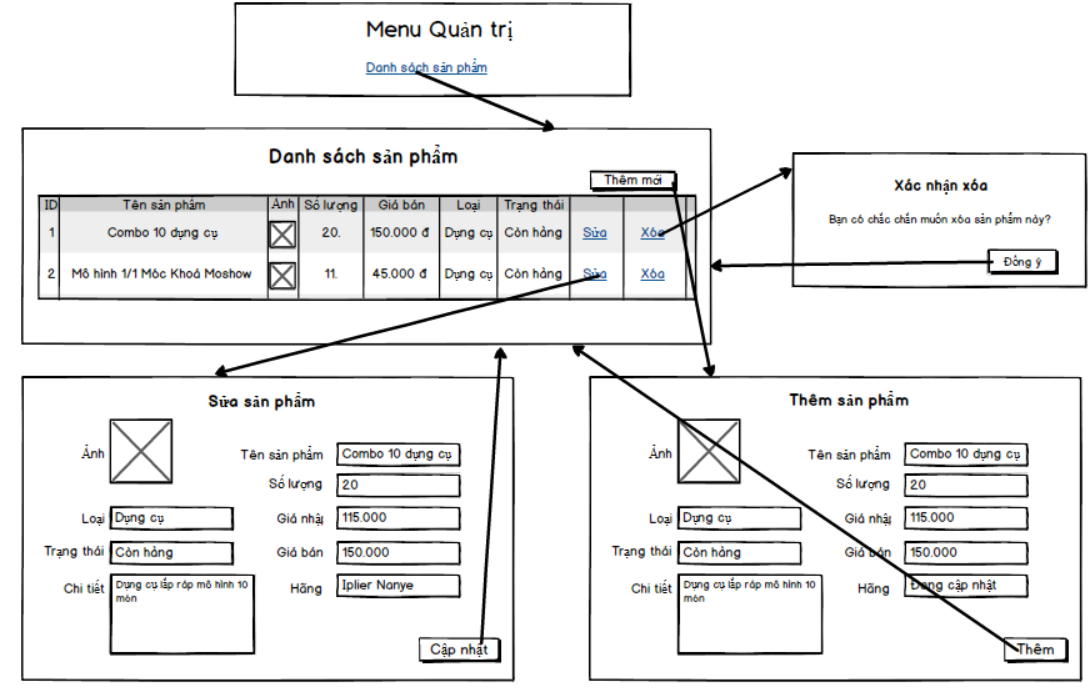 Menu Quản trị
Danh sách sản phẩm
Danh sách sản phẩm
Thêm mới
ID Tên sản phẩm Ảnh Số lượng Giá bán Loại Trạng thái
1 Combo 10 dụng cụ 20. 150.000 đ Dụng cụ Còn hàng Sửa Xóa
2 Mô hình 1/1 Móc Khoá Moshow 11. 45.000 đ Dụng cụ Còn hàng Sửa Xóa
Xác nhận xóa
Bạn có chắc chắn muốn xóa sản phẩm này?
Đồng ý
Sửa sản phẩm
Ảnh
Tên sản phẩm Combo 10 dụng cụ
Số lượng 20
Loại Dụng cụ
Giá nhập 115.000
Trạng thái Còn hàng
Giá bán 150.000
Chi tiết Dụng cụ lắp ráp mô hình 10
món
Hãng Iplier Nanye
Cập nhật
Thêm sản phẩm
Ảnh
Tên sản phẩm Combo 10 dụng cụ
Số lượng 20
Loại Dụng cụ
Giá nhập 115.000
Trạng thái Còn hàng
Giá bán 150.000
Chi tiết Dụng cụ lắp ráp mô hình 10
món
Hãng Đang cập nhật
Thêm